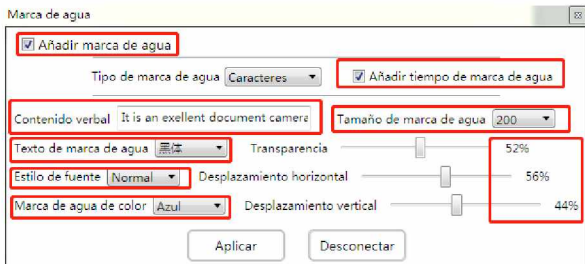 Marca de agua
Añadir marca de agua
Tipo de marca de agua Caracteres Añadir tiempo de marca de agua
Contenido verbal It is an exellent document camera Tamaño de marca de agua 200
Texto de marca de agua 黑体 Transparencia 52%
Estilo de fuente Normal Desplazamiento horizontal 56%
Marca de agua de color Azul Desplazamiento vertical 44%
Aplicar Desconectar